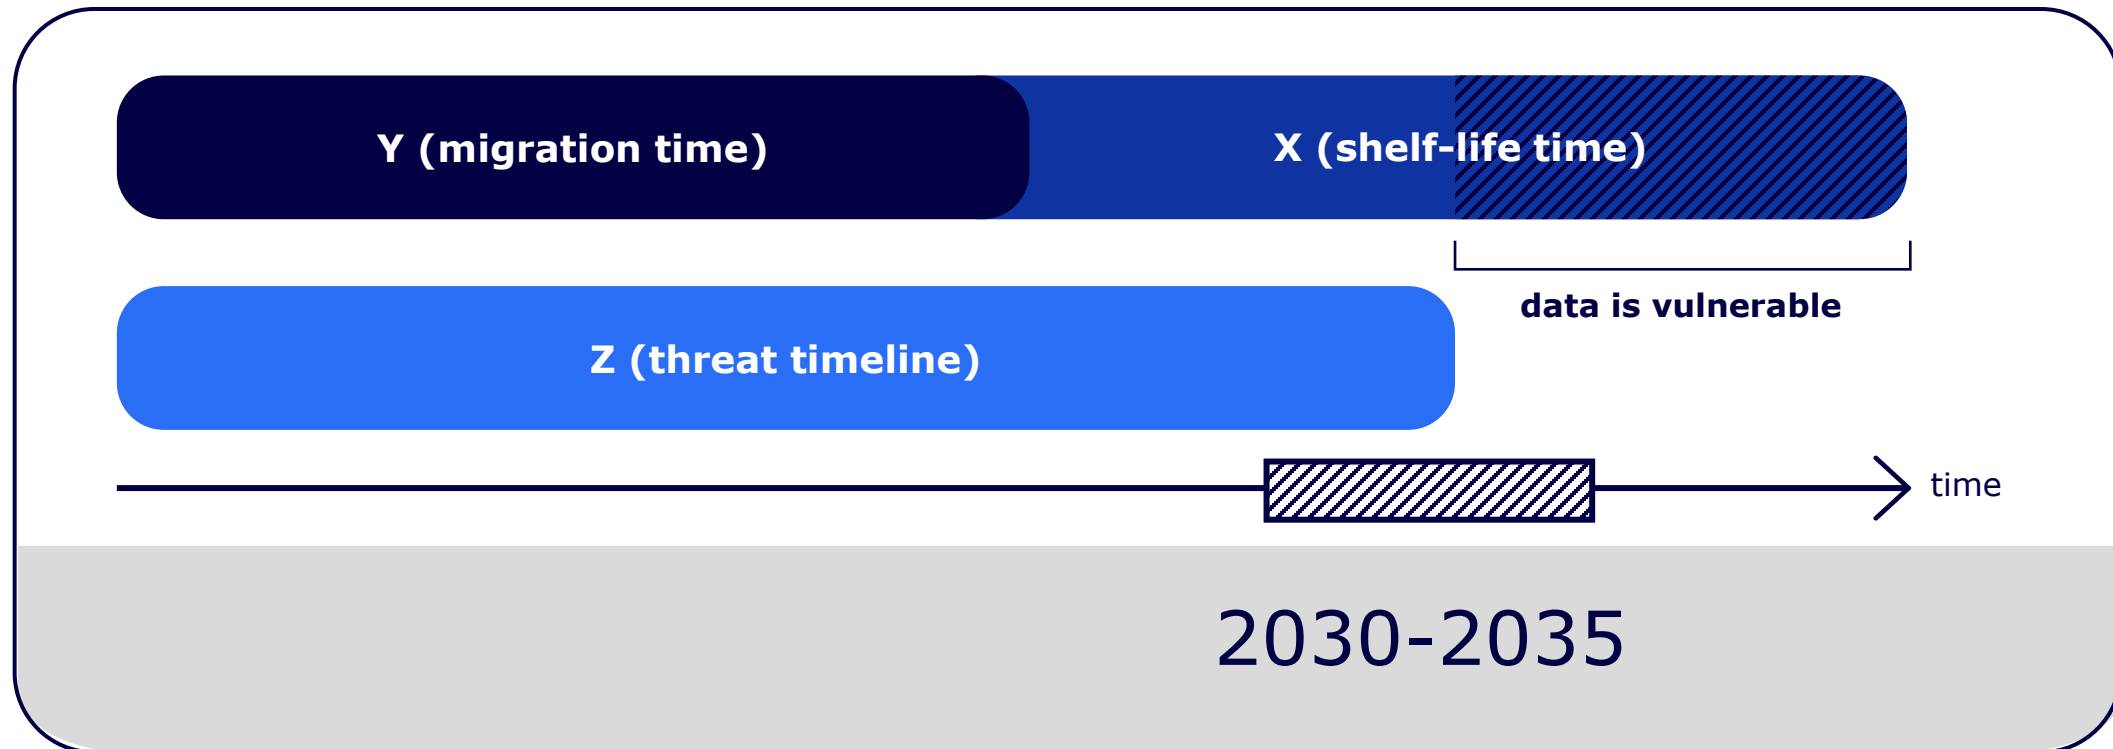 Y (migration time)
X (shelf-life time)
data is vulnerable
Z (threat timeline)
time
2030-2035